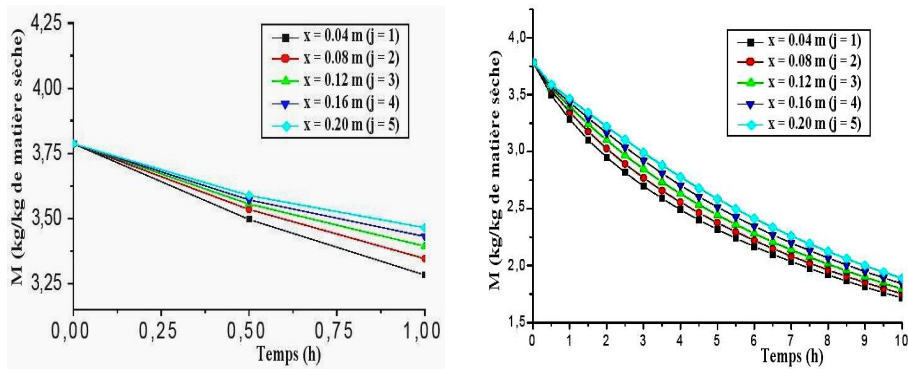 4,25
4,00
3,75
3,50
3,25
M (kg/kg de matière sèche)
x = 0.04 m (j = 1)
x = 0.08 m (j = 2)
x = 0.12 m (j = 3)
x = 0.16 m (j = 4)
x = 0.20 m (j = 5)
0,00
0,25
0,50
0,75
1,00
Temps (h)
4,0
3,5
3,0
2,5
2,0
1,5
M (kg/kg de matière sèche)
x = 0.04 m (j = 1)
x = 0.08 m (j = 2)
x = 0.12 m (j = 3)
x = 0.16 m (j = 4)
x = 0.20 m (j = 5)
0 1 2 3 4 5 6 7 8 9 10
Temps (h)